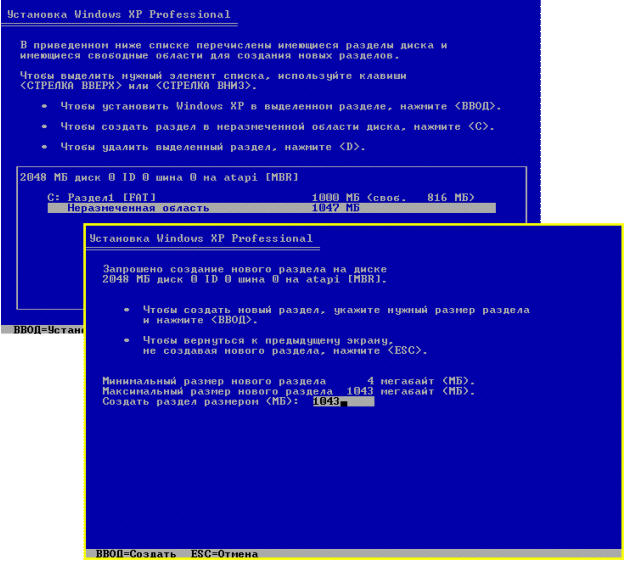 Установка Windows XP Professional
В приведенном ниже списке перечислены имеющиеся разделы диска и
имеющиеся свободные области для создания новых разделов.
Чтобы выделить нужный элемент списка, используйте клавиши
<СТРЕЛКА ВВЕРХ> или <СТРЕЛКА ВНИЗ>.
• Чтобы установить Windows XP в выделенном разделе, нажмите <ВВОД>.
• Чтобы создать раздел в неразмеченной области диска, нажмите <C>.
• Чтобы удалить выделенный раздел, нажмите <D>.
2048 МБ диск 0 ID 0 шина 0 на atapi [MBR]
C: Раздел1 [FAT] 1000 МБ (своб. 816 МБ)
Неразмеченная область 1047 МБ
ВВОД=Устан
Установка Windows XP Professional
Запрошено создание нового раздела на диске
2048 МБ диск 0 ID 0 шина 0 на atapi [MBR].
• Чтобы создать новый раздел, укажите нужный размер раздела
и нажмите <ВВОД>.
• Чтобы вернуться к предыдущему экрану,
не создавая нового раздела, нажмите <ESC>.
Минимальный размер нового раздела 4 мегабайт (МБ).
Максимальный размер нового раздела 1043 мегабайт (МБ).
Создать раздел размером (МБ): 1043
ВВОД=Создать ESC=Отмена